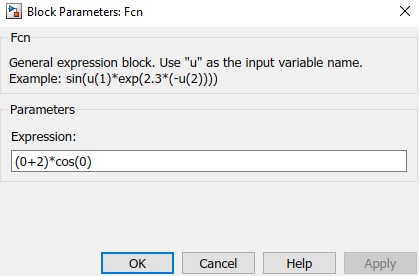 Block Parameters: Fcn
Fcn
General expression block. Use "u" as the input variable name.
Example: sin(u(1)*exp(2.3*(-u(2))))
Parameters
Expression:
(0+2)*cos(0)
OK Cancel Help Apply